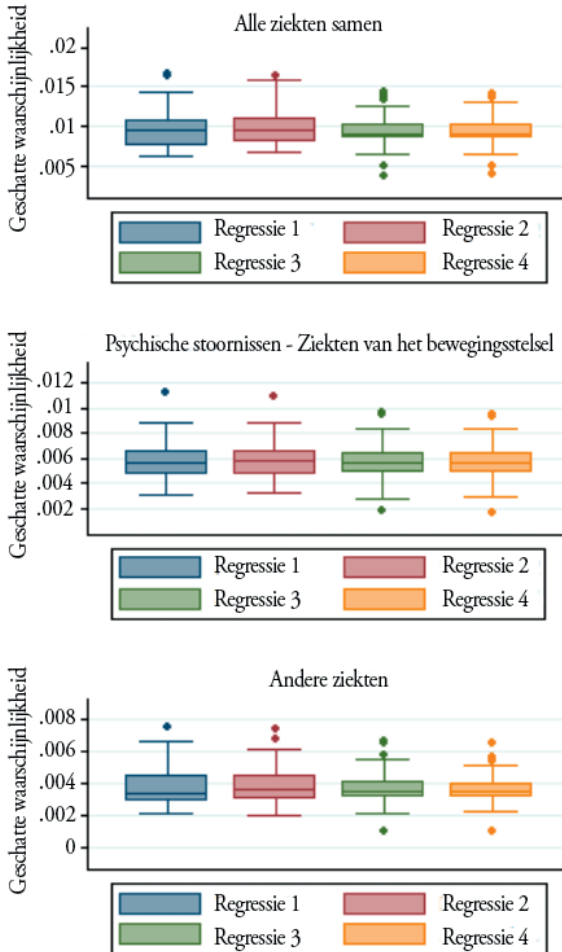 Alle ziekten samen
Geschatte waarschijnlijkheid
.02
.015
.01
.005
Regressie 1
Regressie 2
Regressie 3
Regressie 4
Psychische stoornissen - Ziekten van het bewegingsstelsel
Geschatte waarschijnlijkheid
.012
.01
.008
.006
.004
.002
Regressie 1
Regressie 2
Regressie 3
Regressie 4
Andere ziekten
Geschatte waarschijnlijkheid
.008
.006
.004
.002
0
Regressie 1
Regressie 2
Regressie 3
Regressie 4